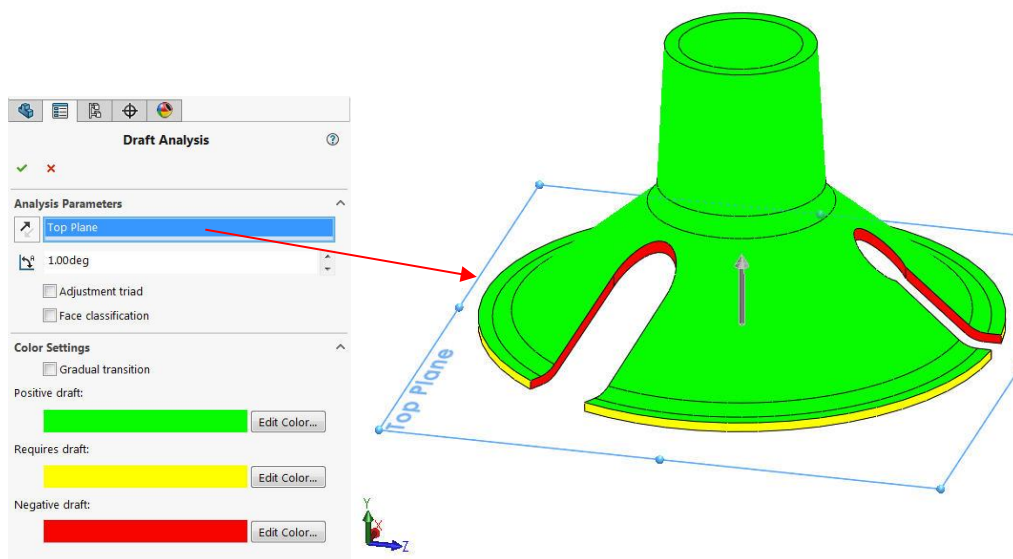 Draft Analysis
Analysis Parameters
Top Plane
1.00deg
Adjustment triad
Face classification
Color Settings
Gradual transition
Positive draft:
Edit Color...
Requires draft:
Edit Color...
Negative draft:
Edit Color...
Top Plane
Y
X
Z